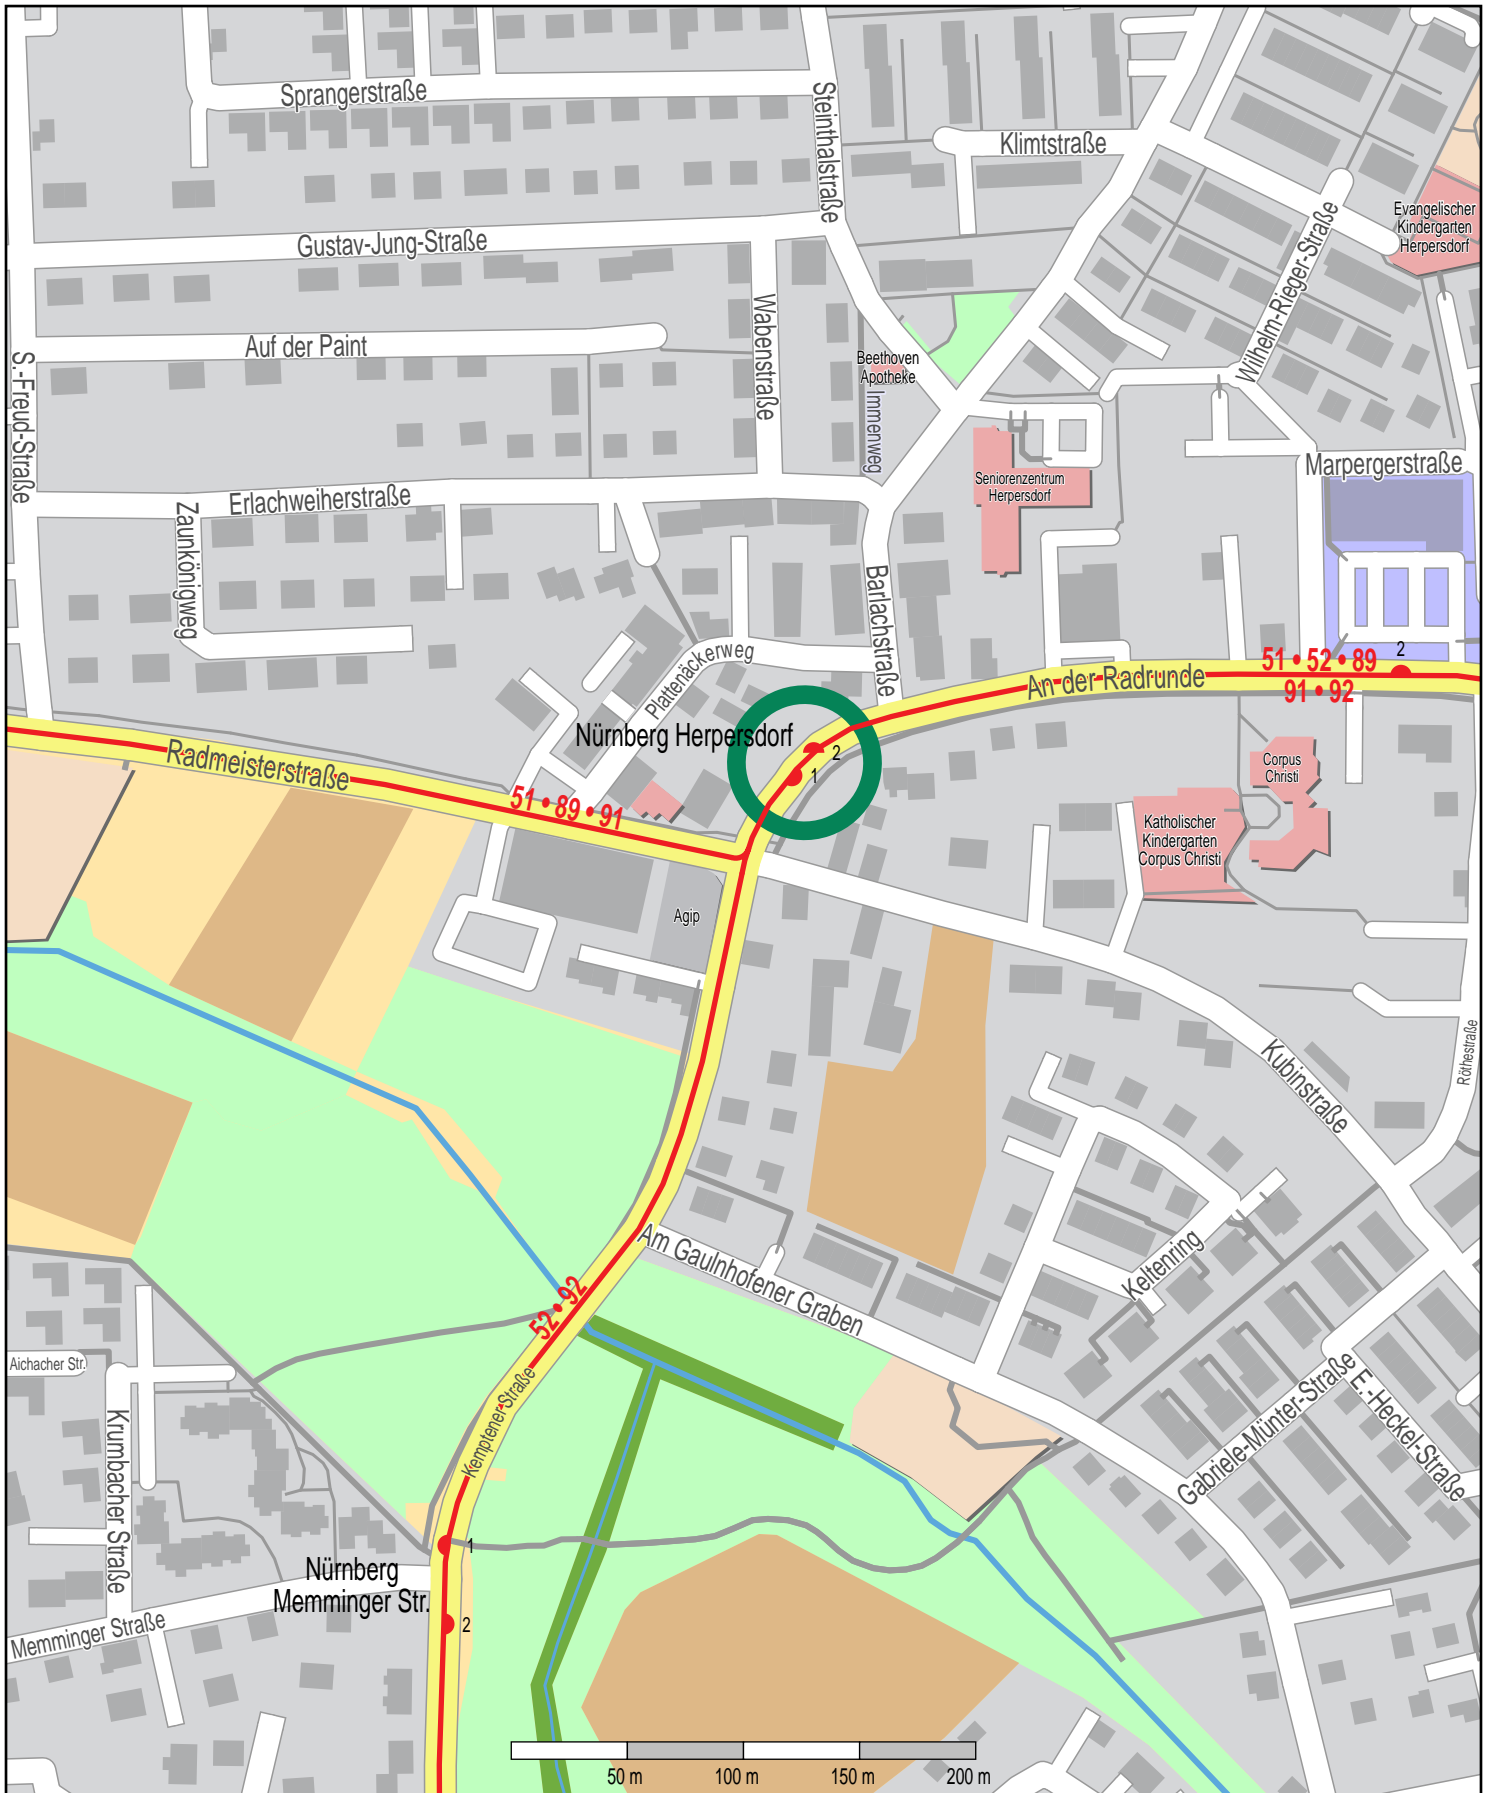 Sprangerstraße
Steinthalstraße
Klimtstraße
Evangelischer
Kindergarten
Herpersdorf
Gustav-Jung-Straße
Wilhelm-Rieger-Straße
Wabenstraße
Auf der Paint
Beethoven
Apotheke
Immenweg
S.-Freud-Straße
Marpergerstraße
Seniorenzentrum
Herpersdorf
Erlachweiherstraße
Zaunkönigweg
Barlachstraße
Plattenäckerweg
51 • 52 • 89
2
91 • 92
An der Radrunde
Nürnberg Herpersdorf
2
1
Radmeisterstraße
51 • 89 • 91
Corpus
Christi
Katholischer
Kindergarten
Corpus Christi
Agip
Kubinstraße
Röthestraße
Am Gaulnhofener Graben
Keltenring
52 • 92
Aichacher Str.
Kemptener Straße
Krumbacher Straße
Gabriele-Münter-Straße
E.-Heckel-Straße
1
Nürnberg
Memminger Str.
2
Memminger Straße
50 m
100 m
150 m
200 m